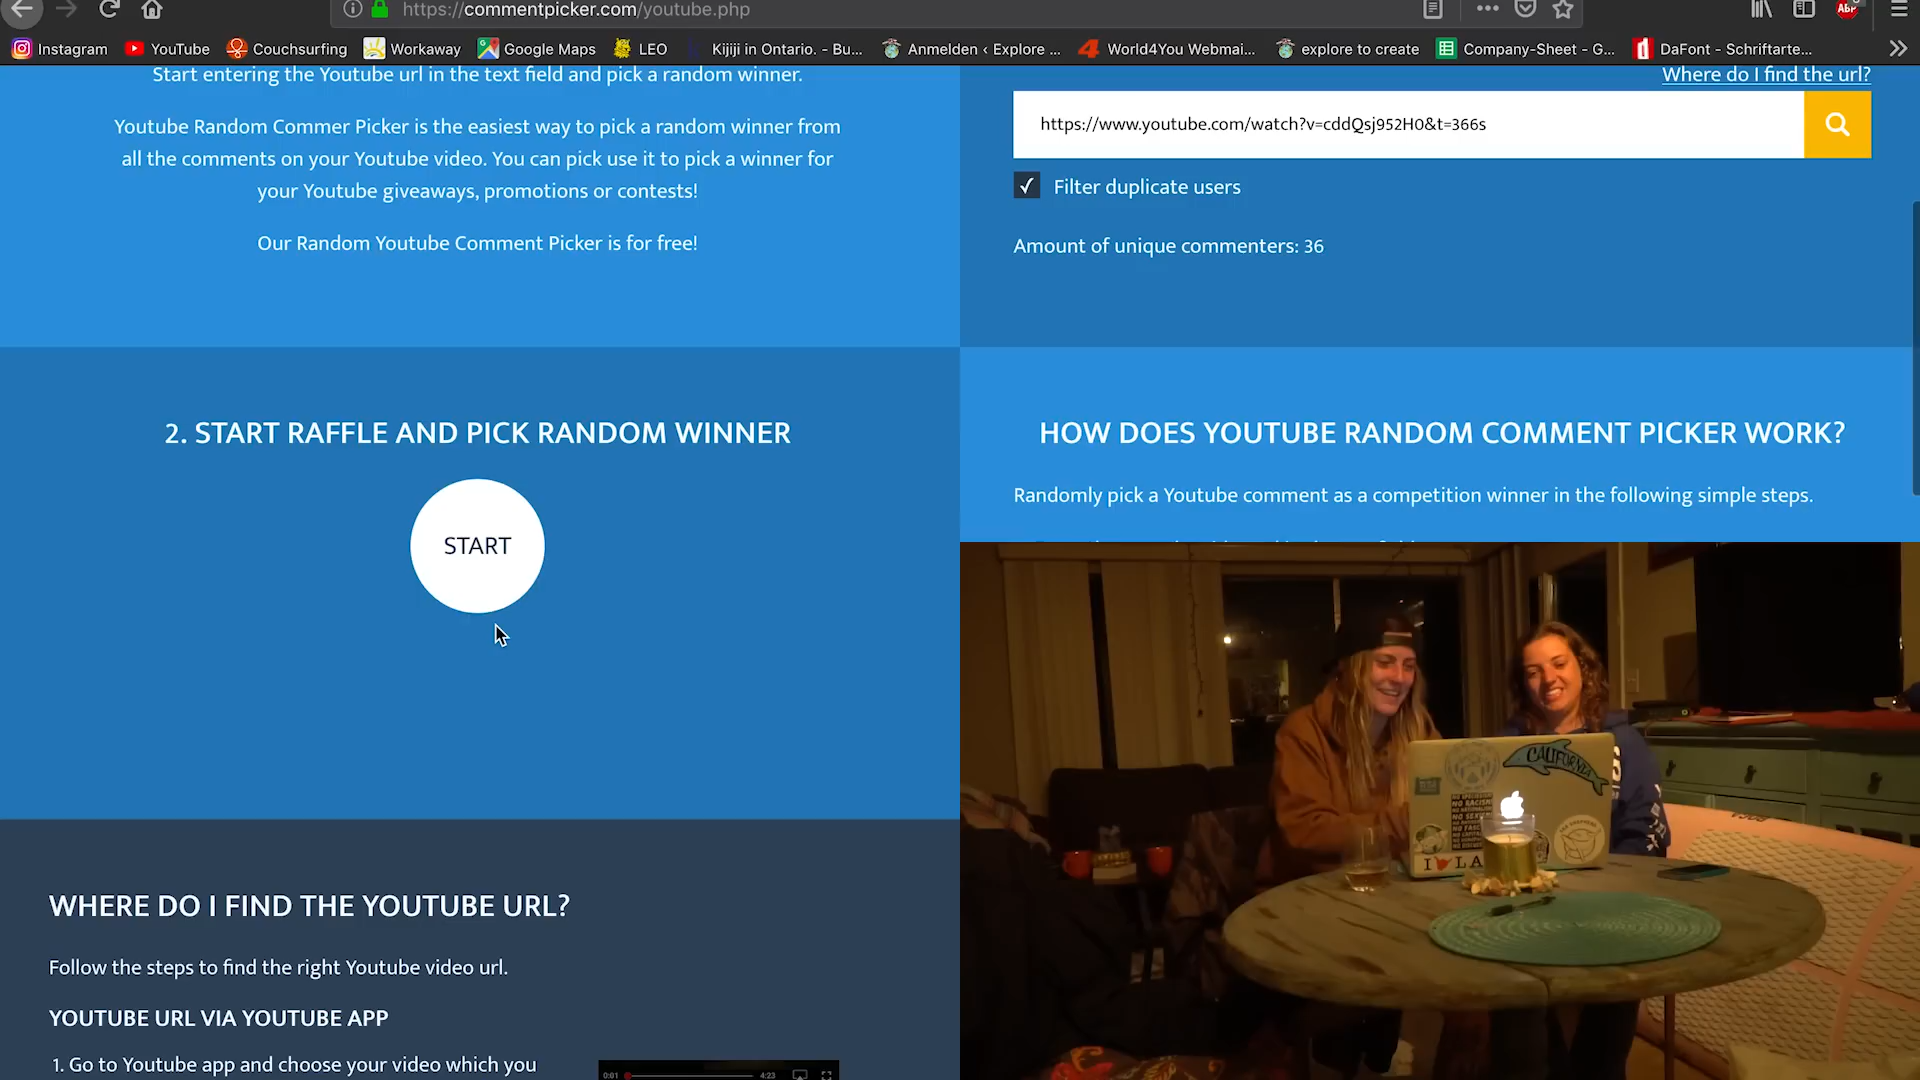 https://commentpicker.com/youtube.php
Instagram
YouTube
Couchsurfing
Workaway
Google Maps
LEO
Kijiji in Ontario. - Bu...
Anmelden ‹ Explore ...
World4You Webmai...
explore to create
Company-Sheet - G...
DaFont - Schriftarte...
ABP
Start entering the Youtube url in the text field and pick a random winner.
Youtube Random Commer Picker is the easiest way to pick a random winner from
all the comments on your Youtube video. You can pick use it to pick a winner for
your Youtube giveaways, promotions or contests!
Our Random Youtube Comment Picker is for free!
Where do I find the url?
https://www.youtube.com/watch?v=cddQsj952H0&t=366s
Filter duplicate users
Amount of unique commenters: 36
2. START RAFFLE AND PICK RANDOM WINNER
START
HOW DOES YOUTUBE RANDOM COMMENT PICKER WORK?
Randomly pick a Youtube comment as a competition winner in the following simple steps.
WHERE DO I FIND THE YOUTUBE URL?
Follow the steps to find the right Youtube video url.
YOUTUBE URL VIA YOUTUBE APP
1. Go to Youtube app and choose your video which you
0:01
4:23
CALIFORNIA
NO RACISM
I LA